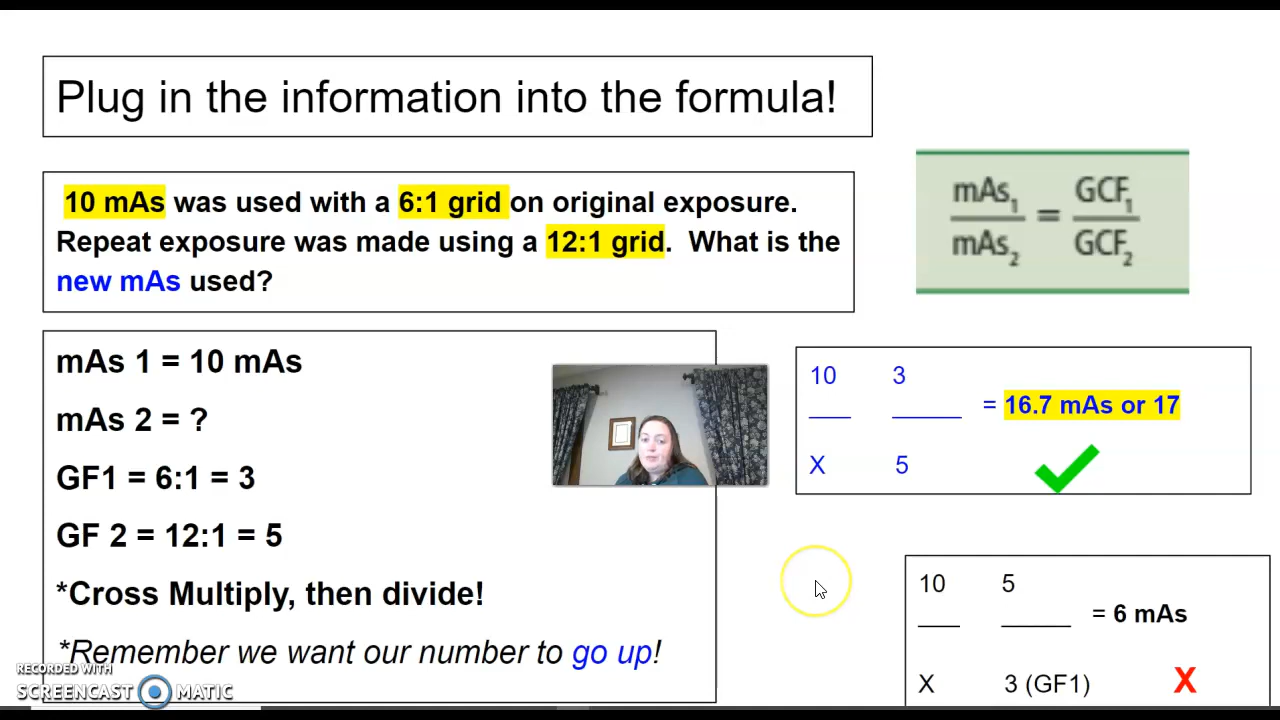 Plug in the information into the formula!
10 mAs was used with a 6:1 grid on original exposure.
Repeat exposure was made using a 12:1 grid. What is the
new mAs used?
mAs₁ = GCF₁
mAs₂ GCF₂
mAs 1 = 10 mAs
mAs 2 = ?
GF1 = 6:1 = 3
GF 2 = 12:1 = 5
*Cross Multiply, then divide!
*Remember we want our number to go up!
10 3
___ _____ = 16.7 mAs or 17
X 5
10 5
___ _____ = 6 mAs
X 3 (GF1) X
RECORDED WITH
SCREENCAST MATIC